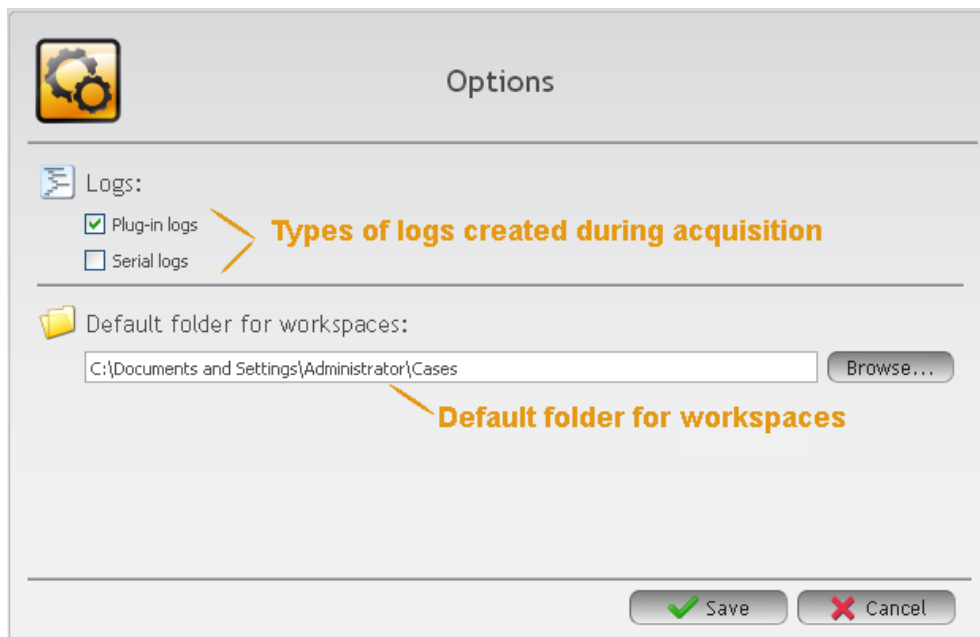 Options
Logs:
Plug-in logs
Serial logs
Types of logs created during acquisition
Default folder for workspaces:
C:\Documents and Settings\Administrator\Cases
Browse...
Default folder for workspaces
Save
Cancel